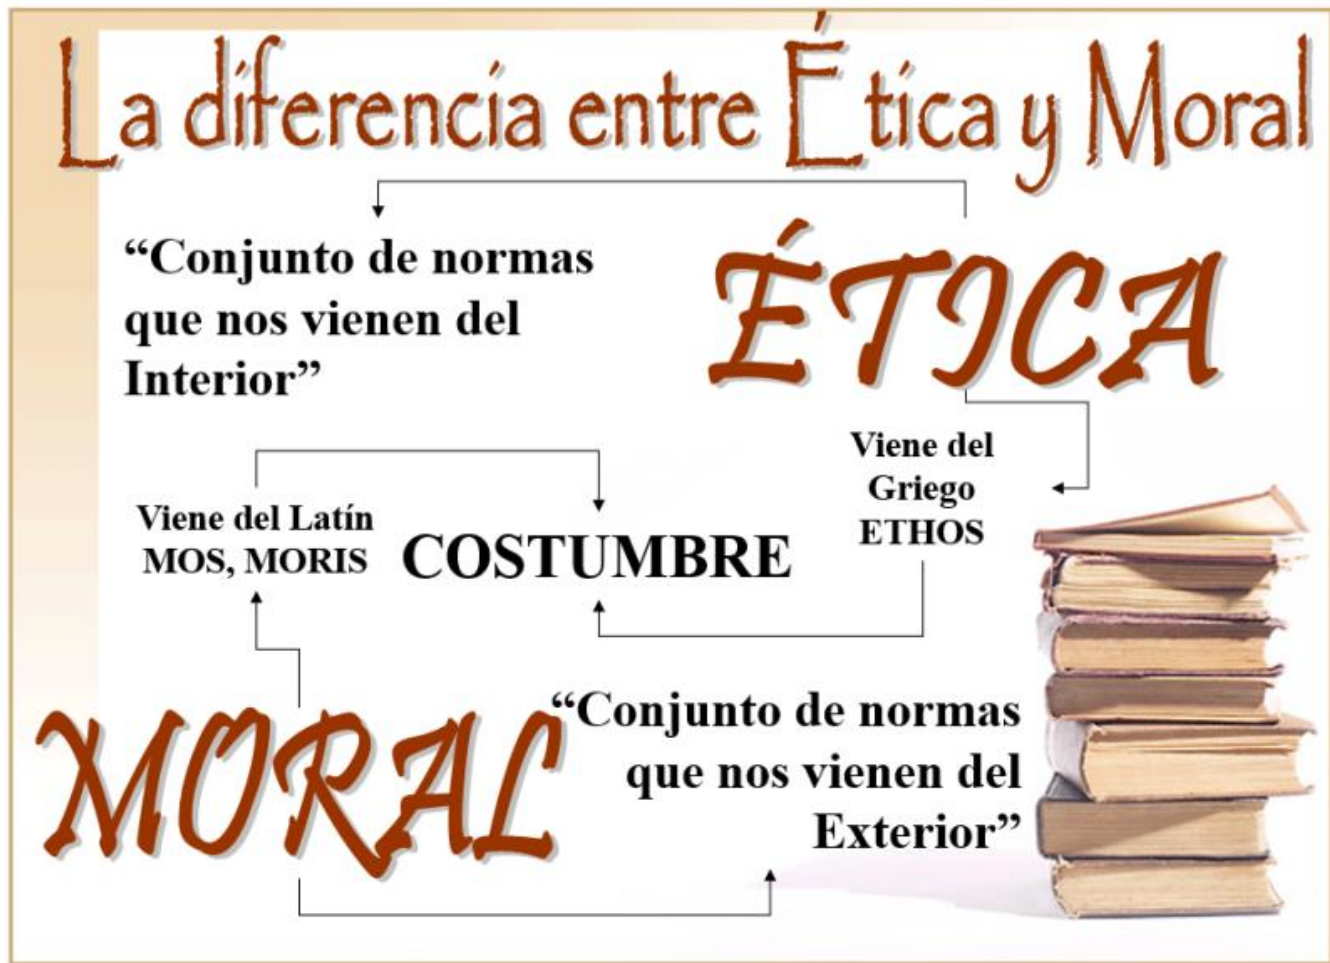 La diferencia entre Ética y Moral
“Conjunto de normas
que nos vienen del
Interior”
ÉTICA
Viene del
Griego
ETHOS
Viene del Latín
MOS, MORIS
COSTUMBRE
MORAL
“Conjunto de normas
que nos vienen del
Exterior”